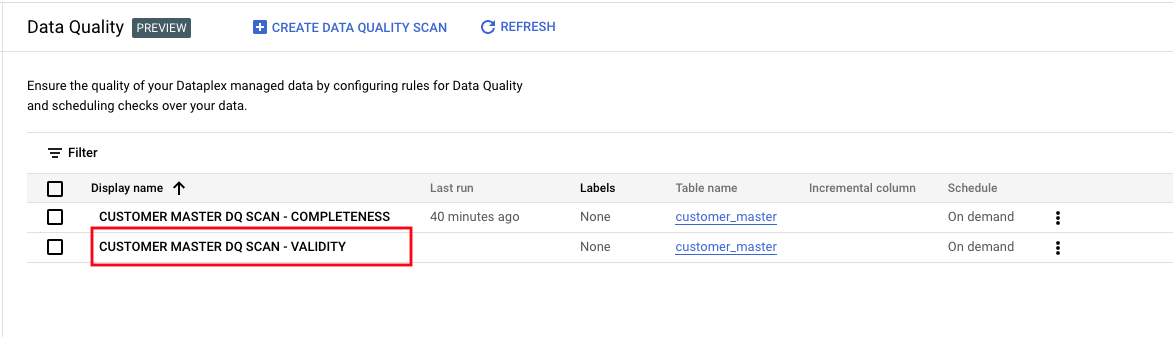 Data Quality PREVIEW CREATE DATA QUALITY SCAN REFRESH
Ensure the quality of your Dataplex managed data by configuring rules for Data Quality
and scheduling checks over your data.
Filter
Display name Last run Labels Table name Incremental column Schedule
CUSTOMER MASTER DQ SCAN - COMPLETENESS 40 minutes ago None customer_master On demand
CUSTOMER MASTER DQ SCAN - VALIDITY None customer_master On demand